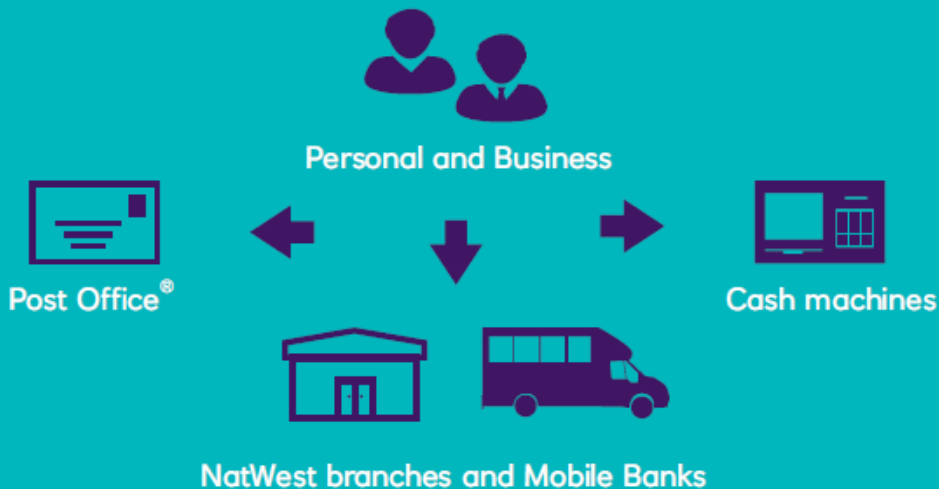 Personal and Business
Post Office®
Cash machines
NatWest branches and Mobile Banks